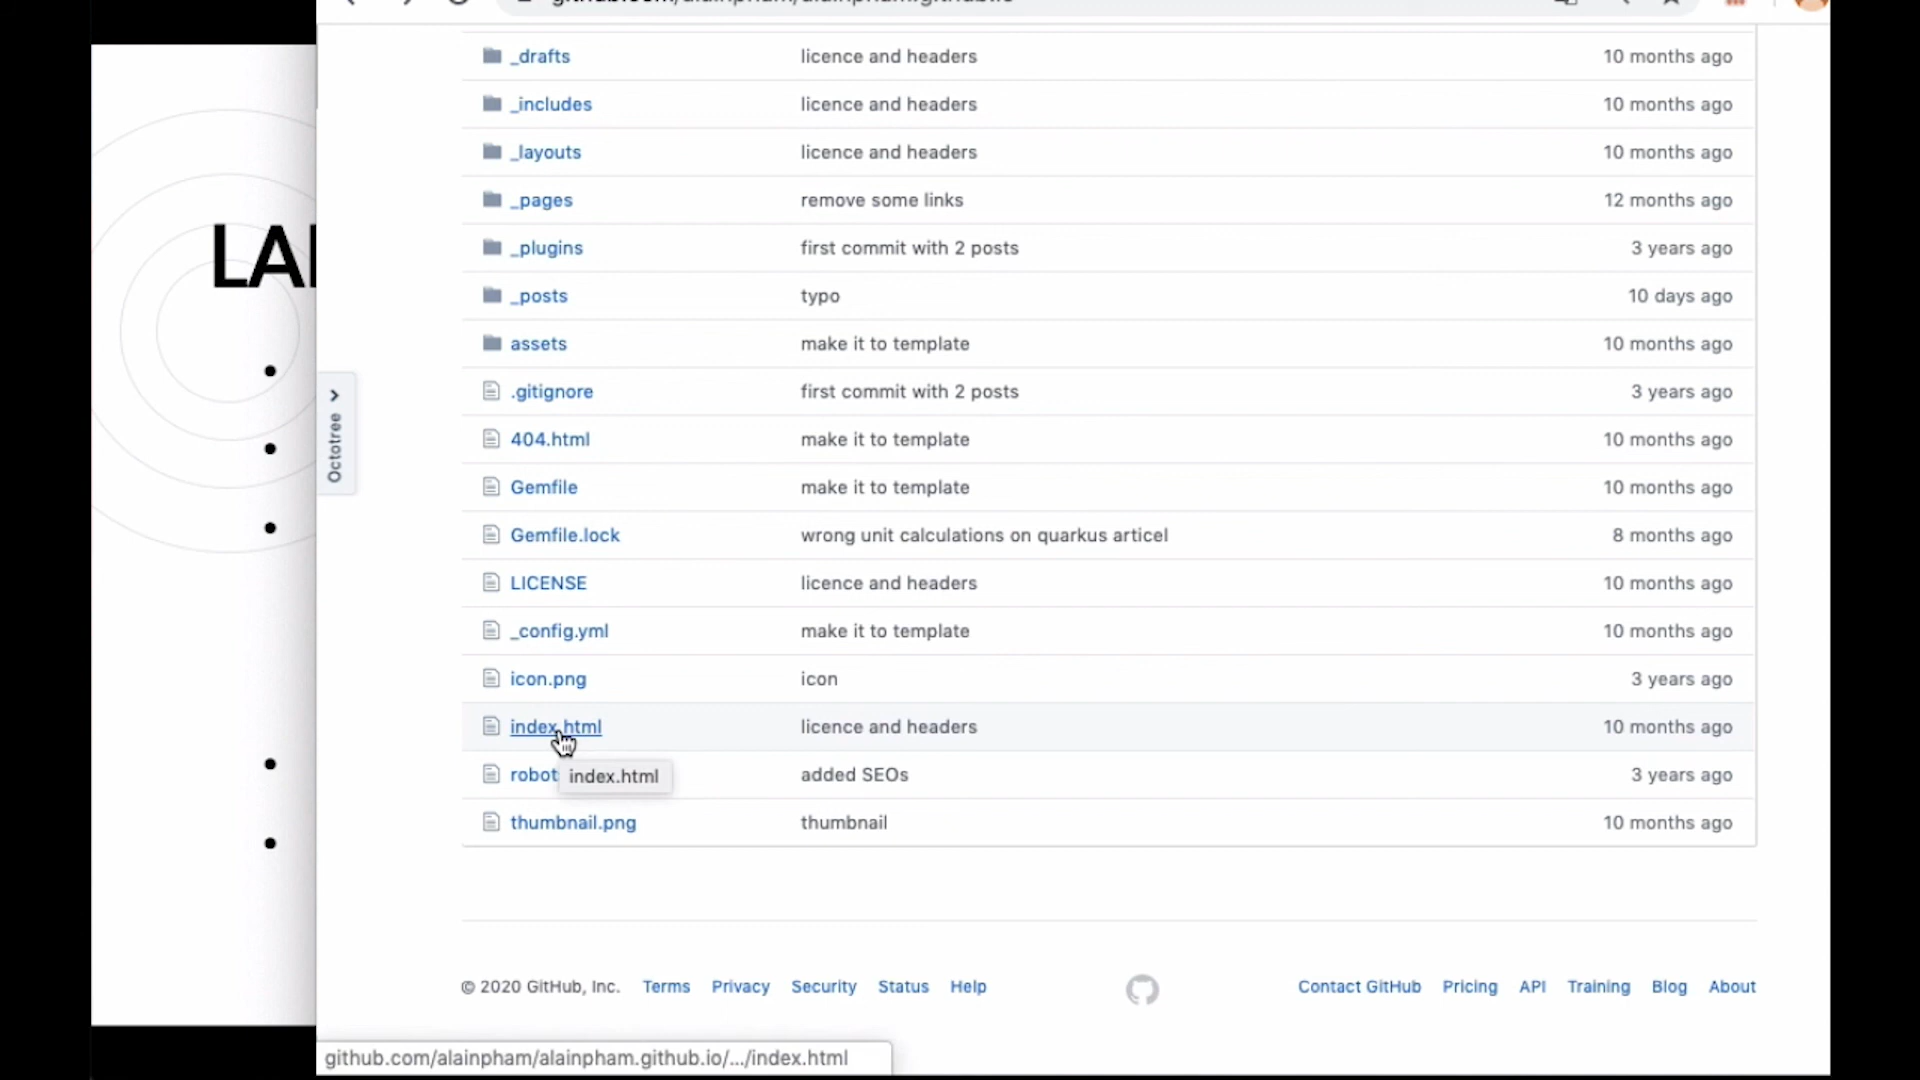 github.com/alainpham/alainpham.github.io
_drafts licence and headers 10 months ago
_includes licence and headers 10 months ago
_layouts licence and headers 10 months ago
_pages remove some links 12 months ago
_plugins first commit with 2 posts 3 years ago
_posts typo 10 days ago
assets make it to template 10 months ago
.gitignore first commit with 2 posts 3 years ago
404.html make it to template 10 months ago
Gemfile make it to template 10 months ago
Gemfile.lock wrong unit calculations on quarkus articel 8 months ago
LICENSE licence and headers 10 months ago
_config.yml make it to template 10 months ago
icon.png icon 3 years ago
index.html licence and headers 10 months ago
robot added SEOs 3 years ago
index.html
thumbnail.png thumbnail 10 months ago
Octotree
LA
© 2020 GitHub, Inc. Terms Privacy Security Status Help Contact GitHub Pricing API Training Blog About
github.com/alainpham/alainpham.github.io/.../index.html